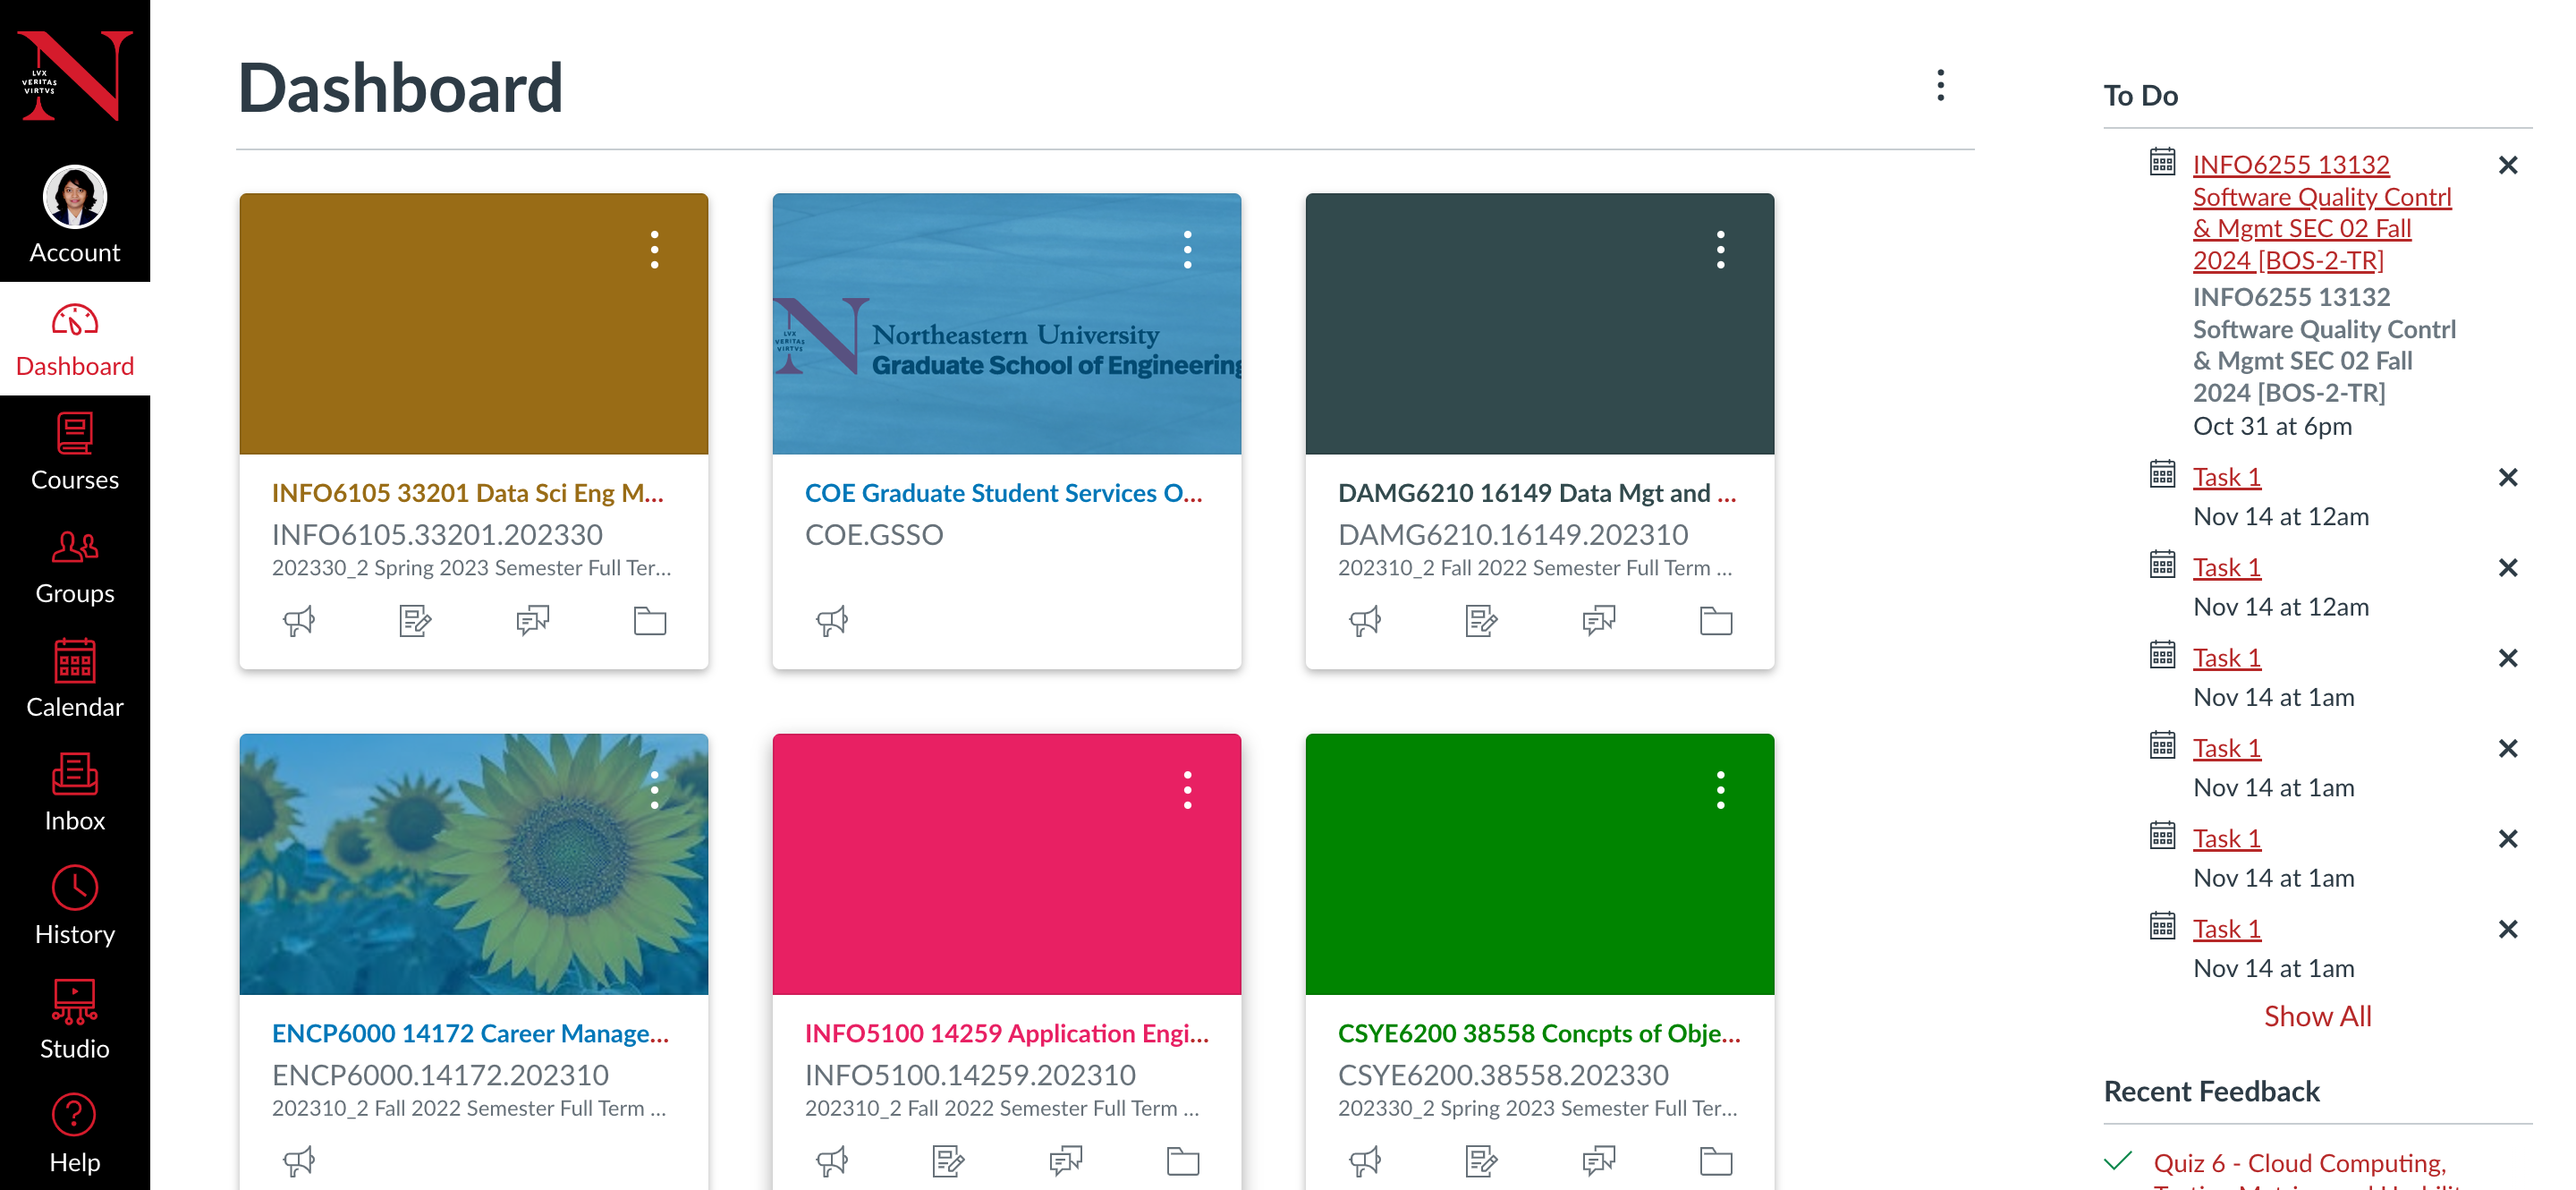 LVX
VERITAS
VIRTVS
Account
Dashboard
Courses
Groups
Calendar
Inbox
History
Studio
Help
Dashboard
INFO6105 33201 Data Sci Eng M...
INFO6105.33201.202330
202330_2 Spring 2023 Semester Full Ter...
LVX
VERITAS
VIRTVS
Northeastern University
Graduate School of Engineering
COE Graduate Student Services O...
COE.GSSO
DAMG6210 16149 Data Mgt and ...
DAMG6210.16149.202310
202310_2 Fall 2022 Semester Full Term ...
ENCP6000 14172 Career Manage...
ENCP6000.14172.202310
202310_2 Fall 2022 Semester Full Term ...
INFO5100 14259 Application Engi...
INFO5100.14259.202310
202310_2 Fall 2022 Semester Full Term ...
CSYE6200 38558 Concpts of Obje...
CSYE6200.38558.202330
202330_2 Spring 2023 Semester Full Ter...
To Do
INFO6255 13132
Software Quality Contrl
& Mgmt SEC 02 Fall
2024 [BOS-2-TR]
INFO6255 13132
Software Quality Contrl
& Mgmt SEC 02 Fall
2024 [BOS-2-TR]
Oct 31 at 6pm
Task 1
Nov 14 at 12am
Task 1
Nov 14 at 12am
Task 1
Nov 14 at 1am
Task 1
Nov 14 at 1am
Task 1
Nov 14 at 1am
Task 1
Nov 14 at 1am
Show All
Recent Feedback
Quiz 6 - Cloud Computing,